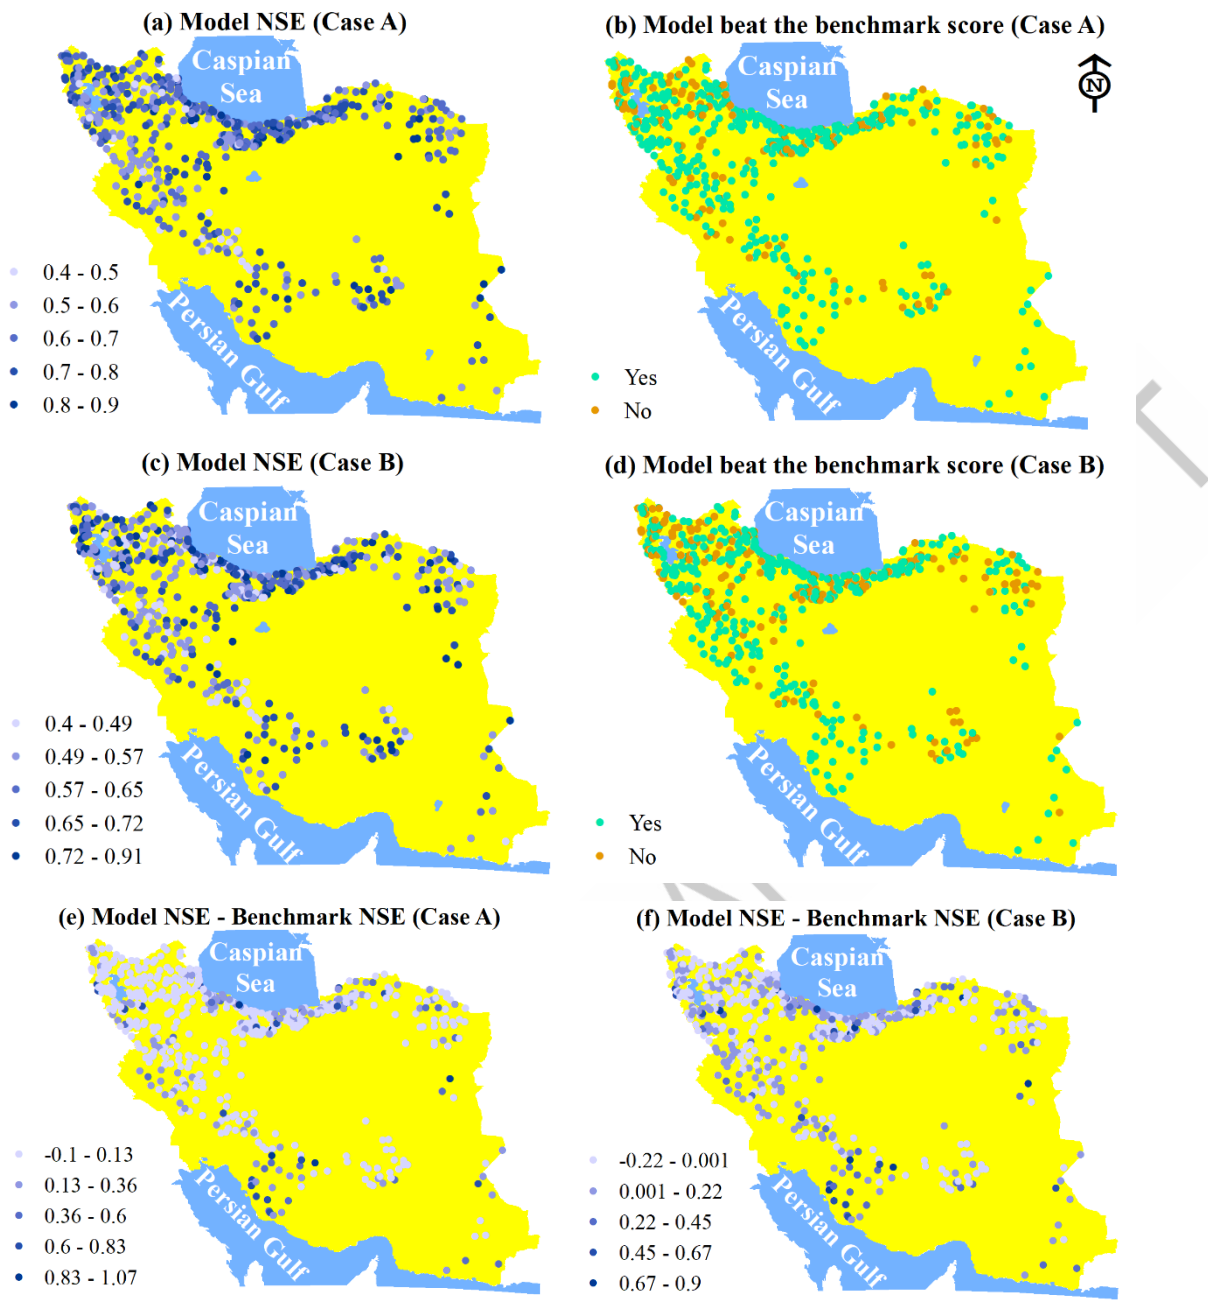 (a) Model NSE (Case A)
Caspian
Sea
Persian Gulf
0.4 - 0.5
0.5 - 0.6
0.6 - 0.7
0.7 - 0.8
0.8 - 0.9
(b) Model beat the benchmark score (Case A)
N
Caspian
Sea
Persian Gulf
Yes
No
(c) Model NSE (Case B)
Caspian
Sea
Persian Gulf
0.4 - 0.49
0.49 - 0.57
0.57 - 0.65
0.65 - 0.72
0.72 - 0.91
(d) Model beat the benchmark score (Case B)
Caspian
Sea
Persian Gulf
Yes
No
(e) Model NSE - Benchmark NSE (Case A)
Caspian
Sea
Persian Gulf
-0.1 - 0.13
0.13 - 0.36
0.36 - 0.6
0.6 - 0.83
0.83 - 1.07
(f) Model NSE - Benchmark NSE (Case B)
Caspian
Sea
Persian Gulf
-0.22 - 0.001
0.001 - 0.22
0.22 - 0.45
0.45 - 0.67
0.67 - 0.9